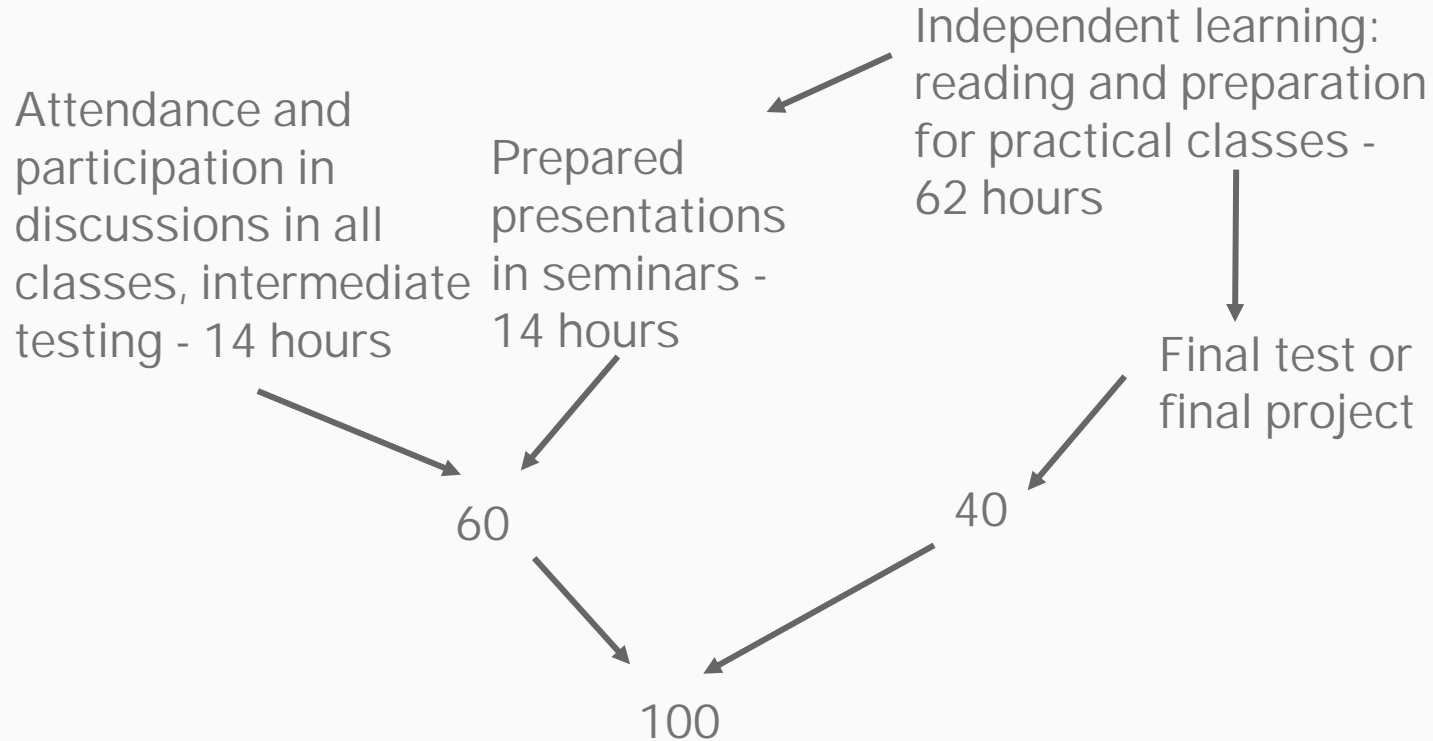 Attendance and
participation in
discussions in all
classes, intermediate
testing - 14 hours
Prepared
presentations
in seminars -
14 hours
Independent learning:
reading and preparation
for practical classes -
62 hours
Final test or
final project
60
40
100